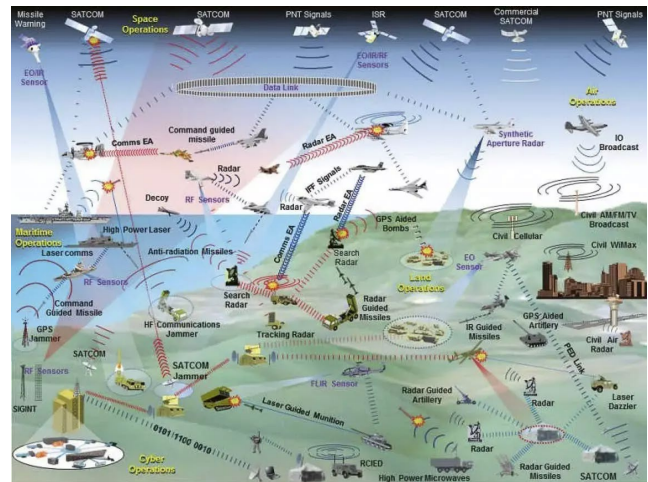 Missile
Warning
SATCOM
Space
Operations
SATCOM
PNT Signals
ISR
Commercial
SATCOM
PNT Signals
EO/IR
Sensor
EO/IR/RF
Sensors
Data Link
Air
Operations
Comms EA
Command guided
missile
Radar EA
Synthetic
Aperture Radar
IO
Broadcast
Radar
RF Sensors
IFF Signals
Decoy
Radar
Radar EA
Comms EA
GPS Aided
Bombs
Civil AM/FM/TV
Broadcast
Civil Cellular
Maritime Operations
High Power Laser
Laser comms
Anti-radiation Missiles
Search
Radar
Land
Operations
EO
Sensor
Civil WiMax
RF Sensors
Command
Guided Missile
Search
Radar
Radar
Guided
Missiles
GPS
Jammer
HF Communications
Jammer
Tracking Radar
IR Guided
Missiles
GPS Aided
Artillery
Civil Air
Radar
SATCOM
SATCOM
Jammer
PED Link
RF Sensors
FLIR Sensor
SIGINT
Laser Guided Munition
Radar Guided
Artillery
Radar
Laser
Dazzler
0101 1100 0010
Radar
Cyber
Operations
RCIED
High Power Microwaves
Radar Guided
Missiles
SATCOM